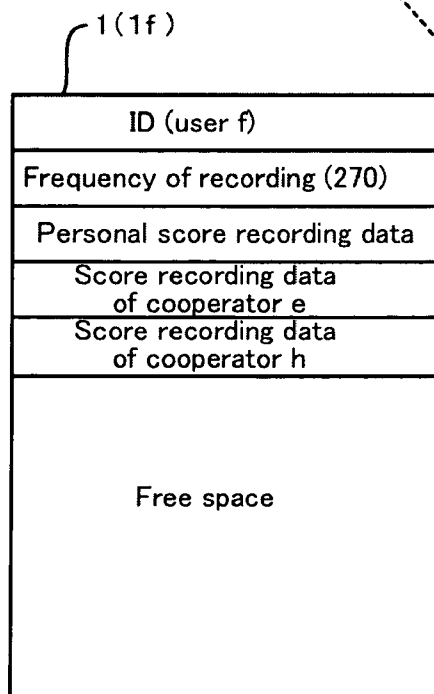 1(1f)
ID (user f)
Frequency of recording (270)
Personal score recording data
Score recording data
of cooperator e
Score recording data
of cooperator h
Free space